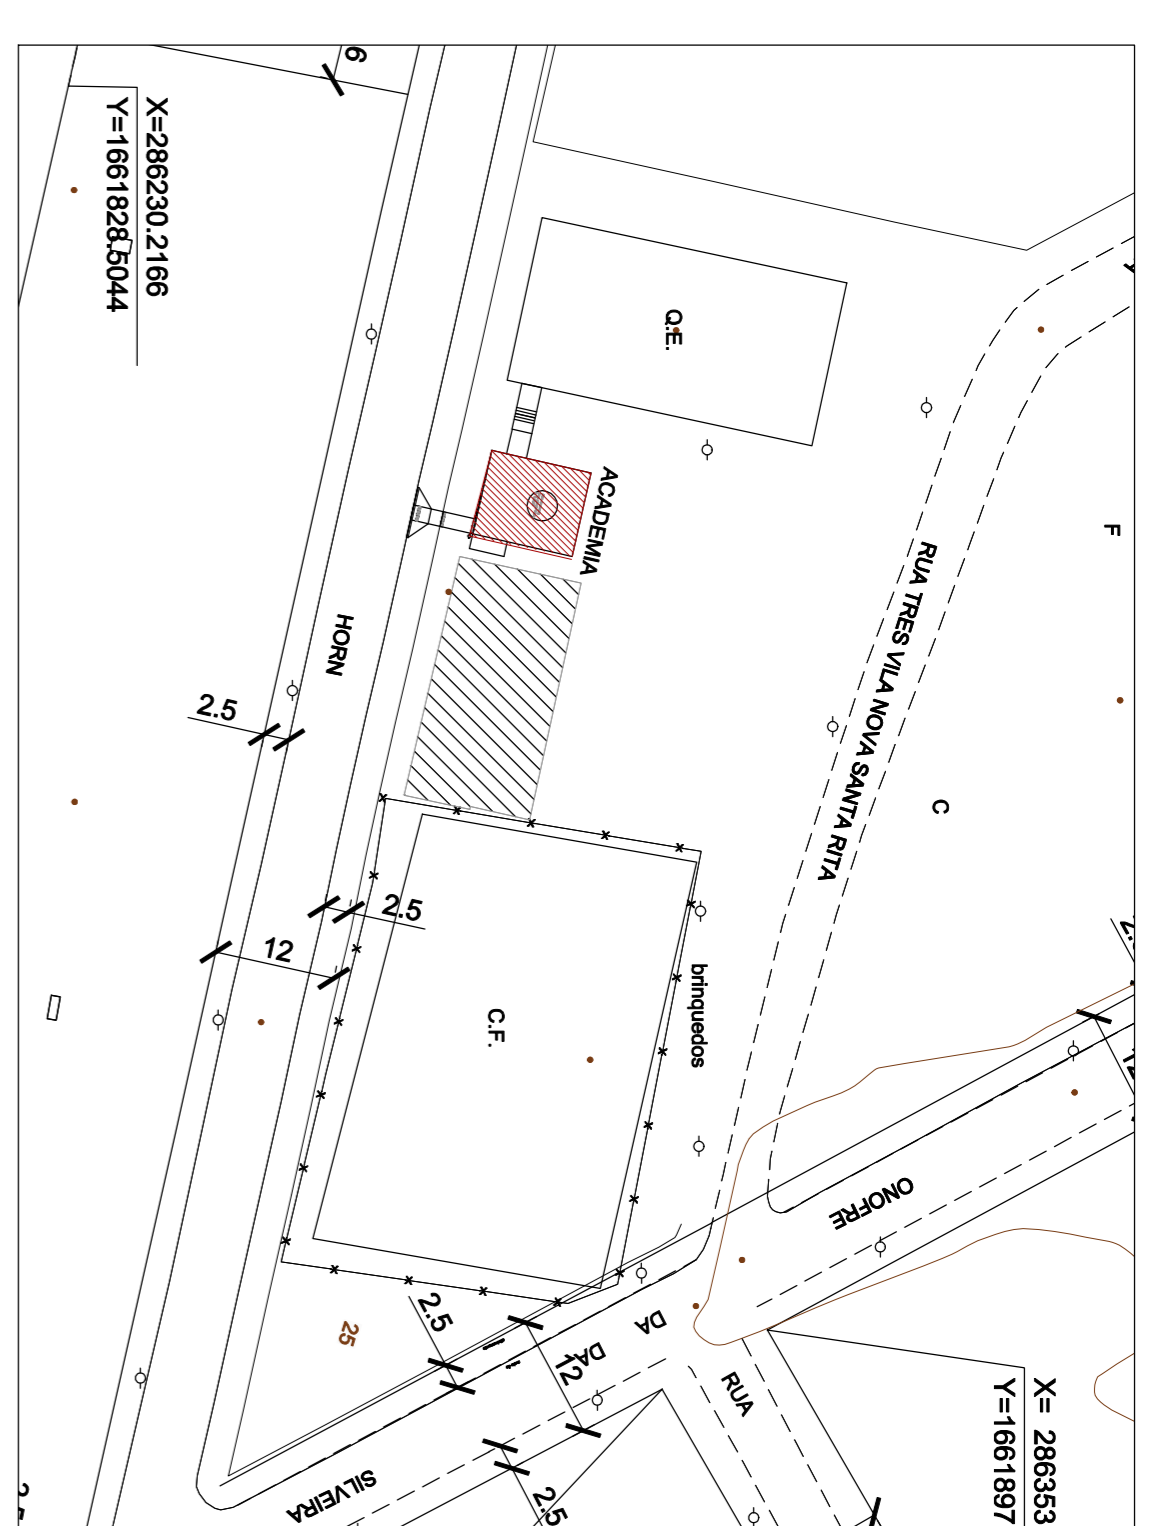 6
X=286230.2166
Y=1661828.5044
Q.E.
ACADEMIA
F
HORN
RUA TRES VILA NOVA SANTA RITA
2.5
C
2.5
12
brinquedos
C.F.
ONOFRE
25
2.5
DA
DA
12
RUA
X= 286353
Y=1661897
SILVEIRA
2.5